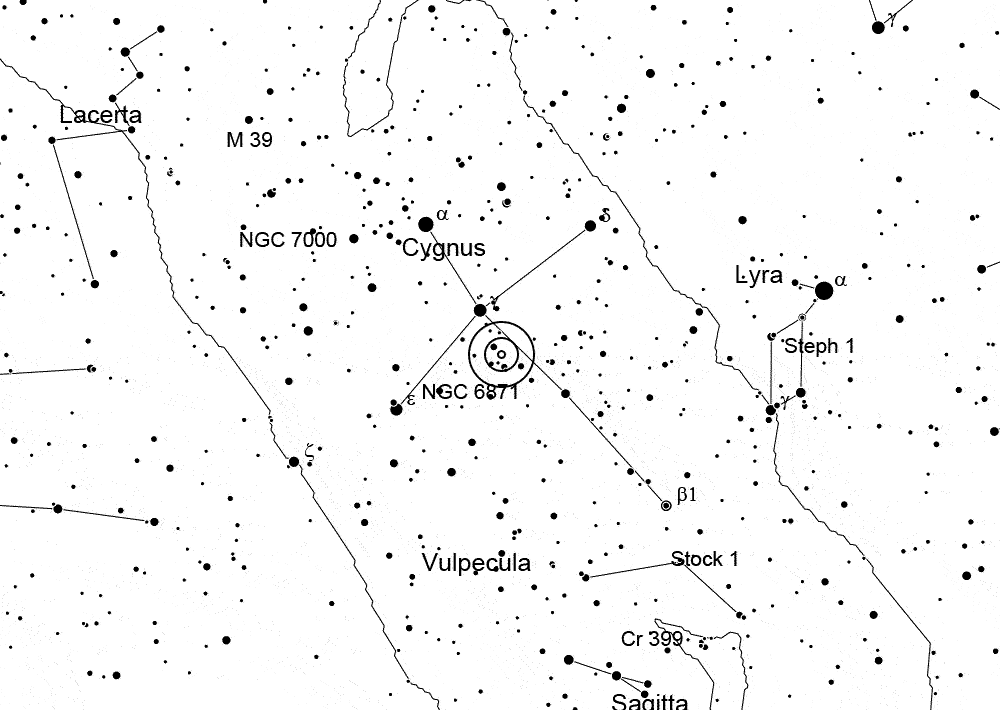 γ
Lacerta
M 39
α
δ
NGC 7000
Cygnus
Lyra
α
γ
Steph 1
NGC 6871
ε
γ
ζ
β1
Vulpecula
Stock 1
Cr 399
Sagitta